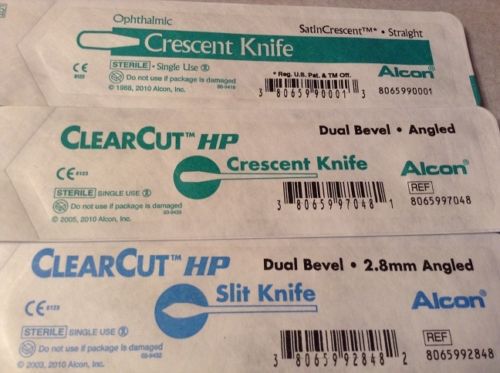 Ophthalmic
SatinCrescent™* • Straight
Crescent Knife
STERILE • Single Use
Do not use if package is damaged
© 1988, 2010 Alcon, Inc.
* Reg. U.S. Pat. & TM Off.
Alcon®
3 80659 90001 3
8065990001
CLEARCUT™ HP
Dual Bevel • Angled
CE 0123
Crescent Knife
Alcon®
STERILE SINGLE USE
REF
Do not use if package is damaged
© 2005, 2010 Alcon, Inc.
3 80659 97048 1
8065997048
CLEARCUT™ HP
Dual Bevel • 2.8mm Angled
CE 0123
Slit Knife
Alcon®
STERILE SINGLE USE
REF
Do not use if package is damaged
© 2003, 2010 Alcon, Inc.
3 80659 92848 2
8065992848